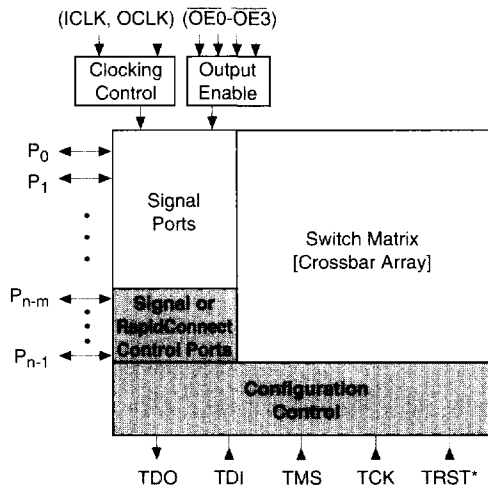 (ICLK, OCLK) (OE0-OE3)
Clocking
Control
Output
Enable
P0
P1
Signal
Ports
Switch Matrix
[Crossbar Array]
Pn-m
Signal or
RapidConnect
Control Ports
Pn-1
Configuration
Control
TDO TDI TMS TCK TRST*